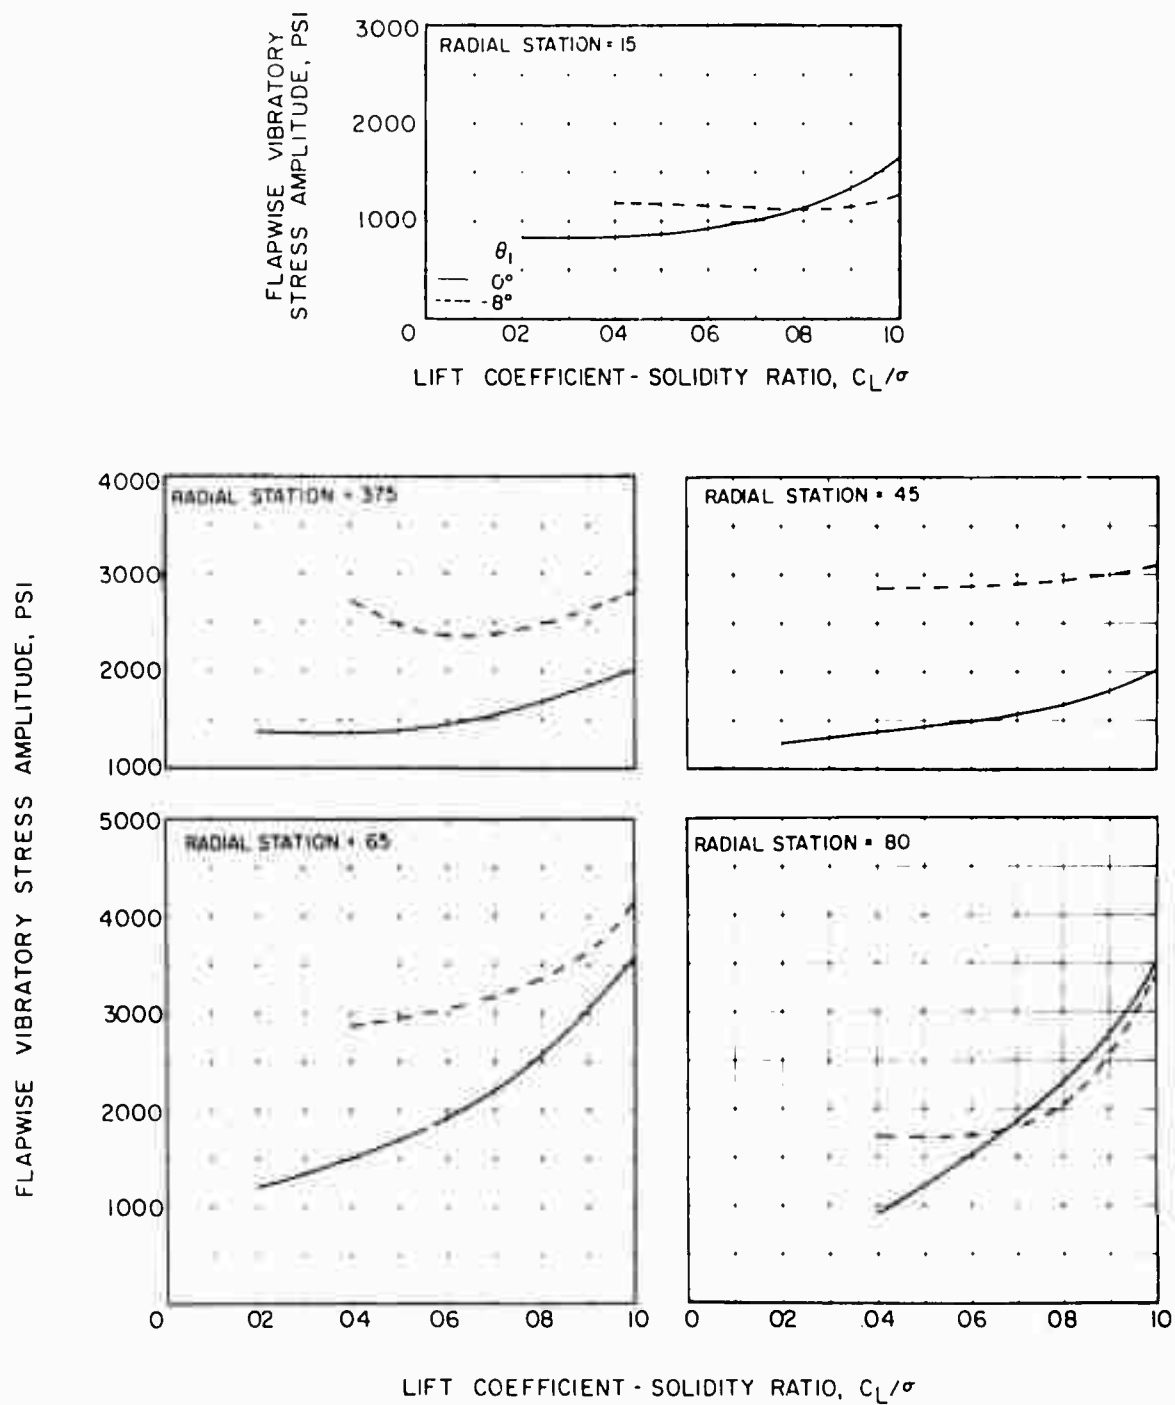 FLAPWISE VIBRATORY
STRESS AMPLITUDE, PSI
3000
2000
1000
0
RADIAL STATION = 15
θ1
0°
-8°
02 04 06 08 10
LIFT COEFFICIENT - SOLIDITY RATIO, CL/σ
FLAPWISE VIBRATORY STRESS AMPLITUDE, PSI
4000
3000
2000
1000
RADIAL STATION = 375
RADIAL STATION = 45
5000
4000
3000
2000
1000
0
RADIAL STATION = 65
02 04 06 08 10
RADIAL STATION = 80
0 02 04 06 08 10
LIFT COEFFICIENT - SOLIDITY RATIO, CL/σ